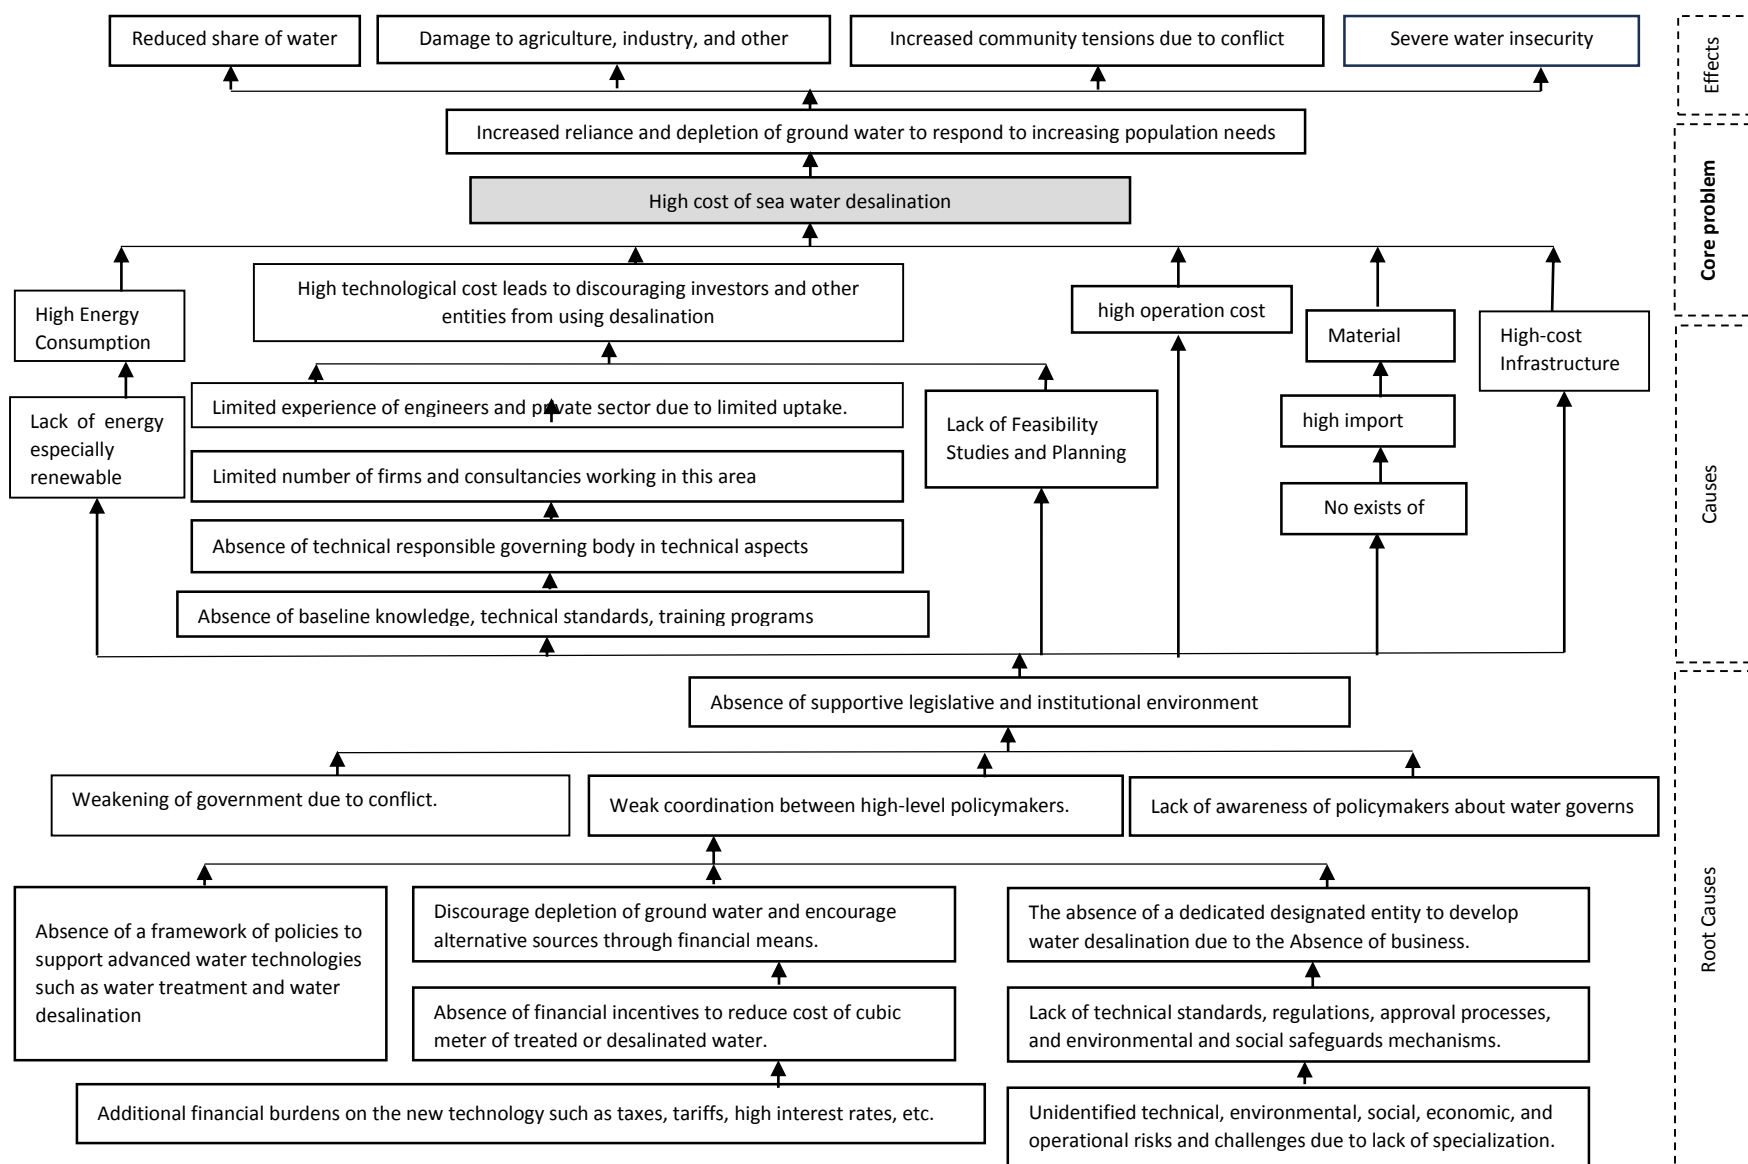 Reduced share of water
Damage to agriculture, industry, and other
Increased community tensions due to conflict
Severe water insecurity
Effects
Increased reliance and depletion of ground water to respond to increasing population needs
High cost of sea water desalination
Core problem
High Energy
Consumption
High technological cost leads to discouraging investors and other
entities from using desalination
high operation cost
Material
High-cost
Infrastructure
Lack of energy
especially
renewable
Limited experience of engineers and private sector due to limited uptake.
Lack of Feasibility
Studies and Planning
high import
Limited number of firms and consultancies working in this area
No exists of
Causes
Absence of technical responsible governing body in technical aspects
Absence of baseline knowledge, technical standards, training programs
Absence of supportive legislative and institutional environment
Weakening of government due to conflict.
Weak coordination between high-level policymakers.
Lack of awareness of policymakers about water governs
Root Causes
Absence of a framework of policies to
support advanced water technologies
such as water treatment and water
desalination
Discourage depletion of ground water and encourage
alternative sources through financial means.
The absence of a dedicated designated entity to develop
water desalination due to the Absence of business.
Absence of financial incentives to reduce cost of cubic
meter of treated or desalinated water.
Lack of technical standards, regulations, approval processes,
and environmental and social safeguards mechanisms.
Additional financial burdens on the new technology such as taxes, tariffs, high interest rates, etc.
Unidentified technical, environmental, social, economic, and
operational risks and challenges due to lack of specialization.